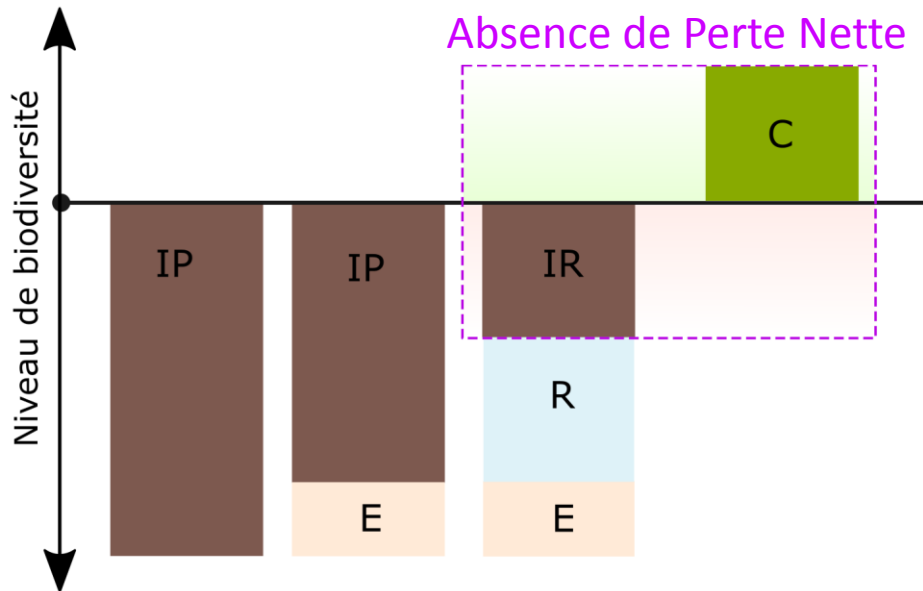 Absence de Perte Nette
Niveau de biodiversité
C
IP
IP
IR
R
E
E